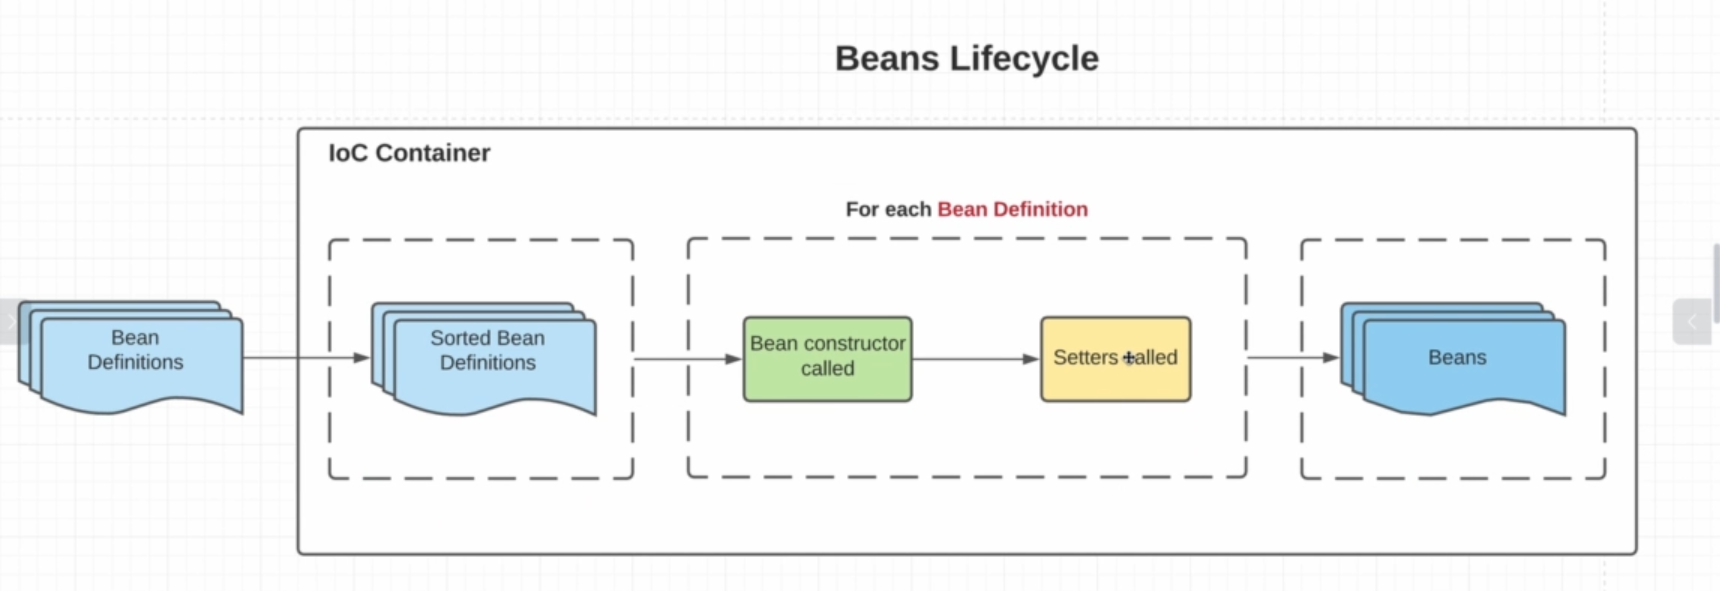 Beans Lifecycle
IoC Container
For each Bean Definition
Bean
Definitions
Sorted Bean
Definitions
Bean constructor
called
Setters called
Beans